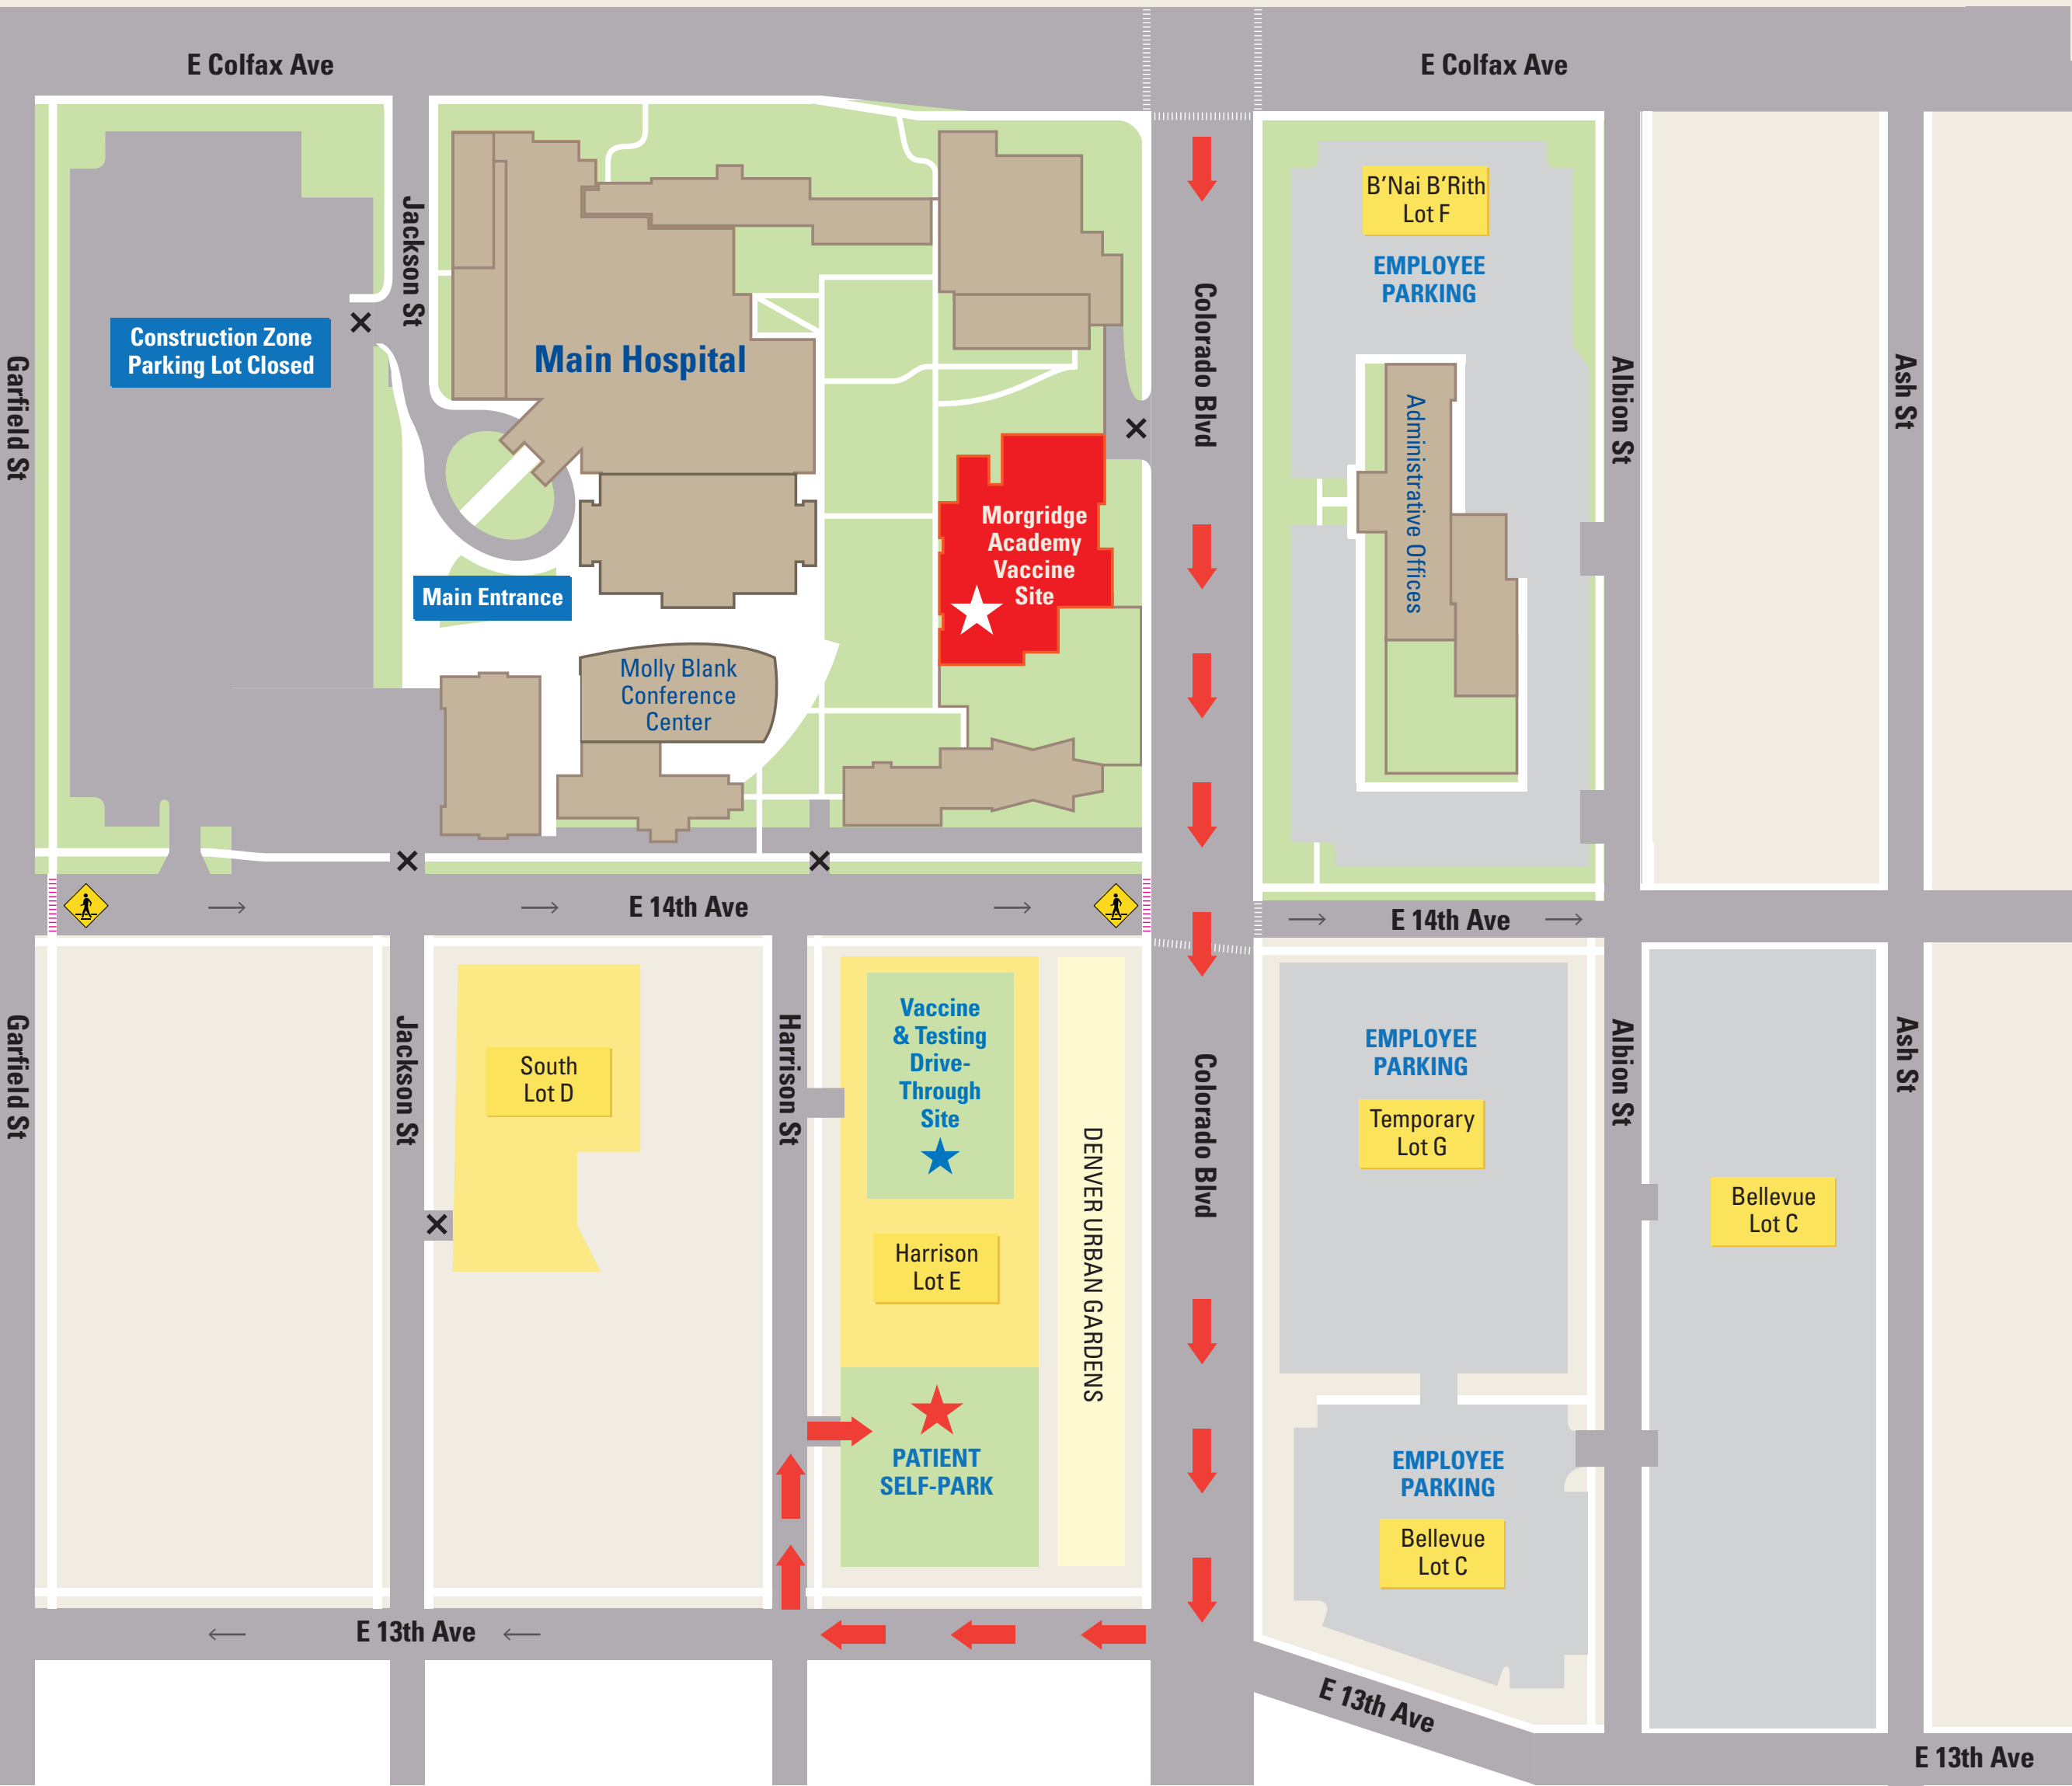 E Colfax Ave
E Colfax Ave
B’Nai B’Rith
Lot F
EMPLOYEE
PARKING
Jackson St
Colorado Blvd
Construction Zone
Parking Lot Closed
Main Hospital
Garfield St
Albion St
Ash St
Administrative Offices
Morgridge
Academy
Vaccine
Site
Main Entrance
Molly Blank
Conference
Center
E 14th Ave
E 14th Ave
Garfield St
Jackson St
South
Lot D
Harrison St
Vaccine
& Testing
Drive-
Through
Site
Harrison
Lot E
PATIENT
SELF-PARK
DENVER URBAN GARDENS
Colorado Blvd
EMPLOYEE
PARKING
Temporary
Lot G
Albion St
Ash St
Bellevue
Lot C
EMPLOYEE
PARKING
Bellevue
Lot C
E 13th Ave
E 13th Ave
E 13th Ave